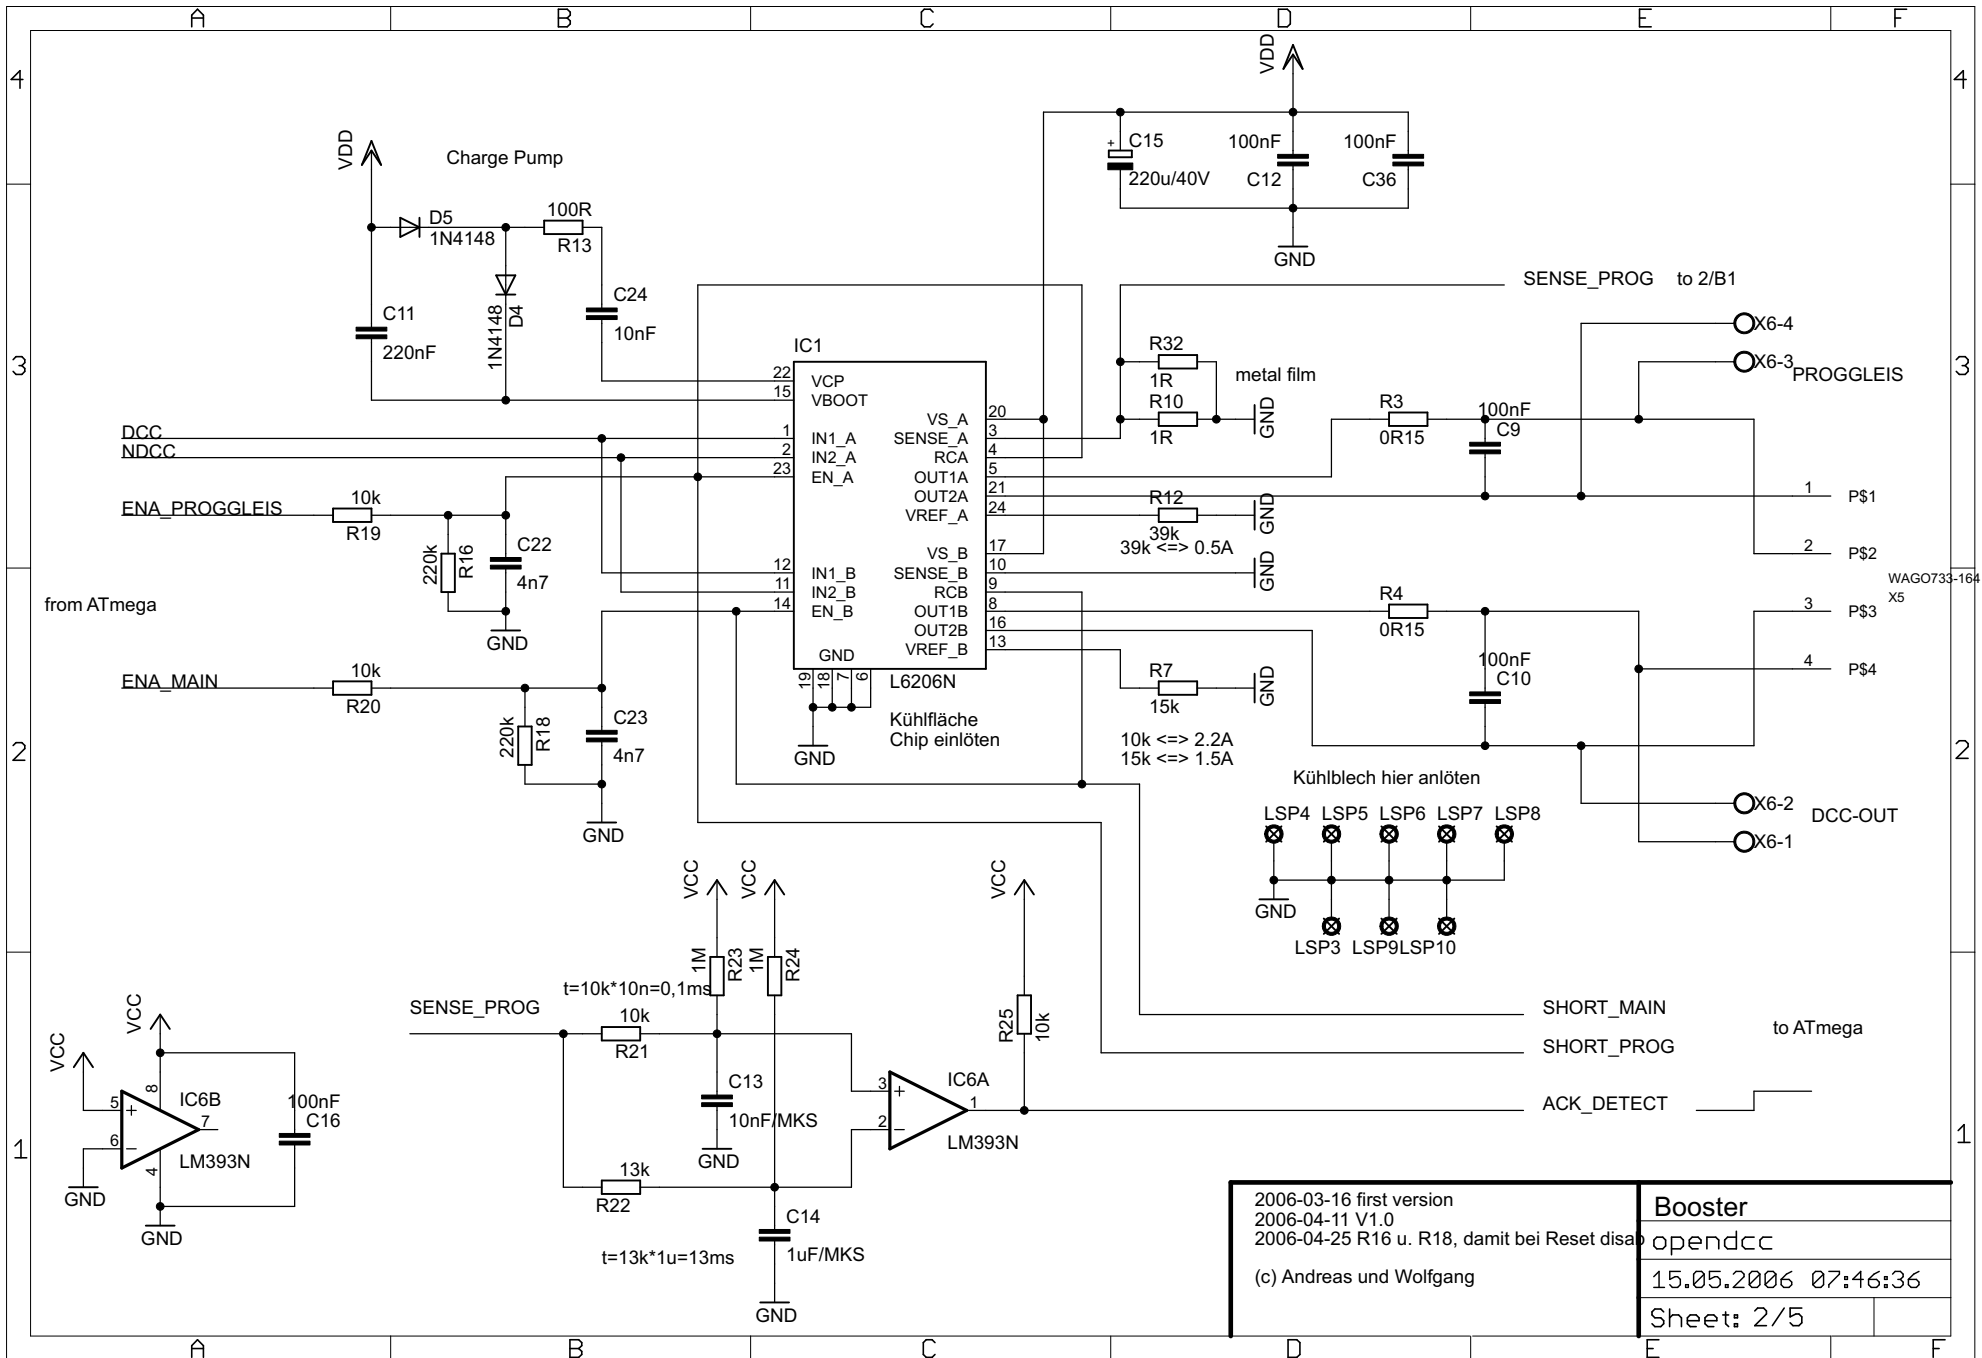 A B C D E F
4 4
VDD
VDD
Charge Pump
C15
220u/40V
+
100nF
C12
100nF
C36
GND
D5
1N4148
100R
R13
1N4148
D4
C11
220nF
C24
10nF
SENSE_PROG to 2/B1
3 3
IC1
22 VCP
15 VBOOT
1 IN1_A
2 IN2_A
23 EN_A
12 IN1_B
11 IN2_B
14 EN_B
VS_A 20
SENSE_A 3
RCA 4
OUT1A 5
OUT2A 21
VREF_A 24
VS_B 17
SENSE_B 10
RCB 9
OUT1B 8
OUT2B 16
VREF_B 13
GND
19 18 7 6
L6206N
Kühlfläche
Chip einlöten
GND
DCC
NDCC
ENA_PROGGLEIS
10k
R19
220k
R16
C22
4n7
GND
from ATmega
ENA_MAIN
10k
R20
220k
R18
C23
4n7
GND
R32
1R
R10
1R
metal film
GND
R12
39k
39k <=> 0.5A
GND
GND
R7
15k
GND
10k <=> 2.2A
15k <=> 1.5A
R3
0R15
100nF
C9
R4
0R15
100nF
C10
X6-4
X6-3
PROGGLEIS
1 P$1
2 P$2
WAGO733-164
X5
3 P$3
4 P$4
X6-2
DCC-OUT
X6-1
2 2
Kühlblech hier anlöten
LSP4 LSP5 LSP6 LSP7 LSP8
GND
LSP3 LSP9 LSP10
VCC
VCC
VCC
1M
R23
1M
R24
t=10k*10n=0,1ms
SENSE_PROG
10k
R21
C13
10nF/MKS
GND
13k
R22
C14
1uF/MKS
t=13k*1u=13ms
GND
R25
10k
3 +
2 −
1
IC6A
LM393N
SHORT_MAIN
SHORT_PROG
ACK_DETECT
to ATmega
VCC
VCC
5 +
6 −
8
4
7
IC6B
LM393N
100nF
C16
GND
GND
1 1
2006-03-16 first version
2006-04-11 V1.0
2006-04-25 R16 u. R18, damit bei Reset disab
(c) Andreas und Wolfgang
Booster
opendcc
15.05.2006 07:46:36
Sheet: 2/5
A B C D E F